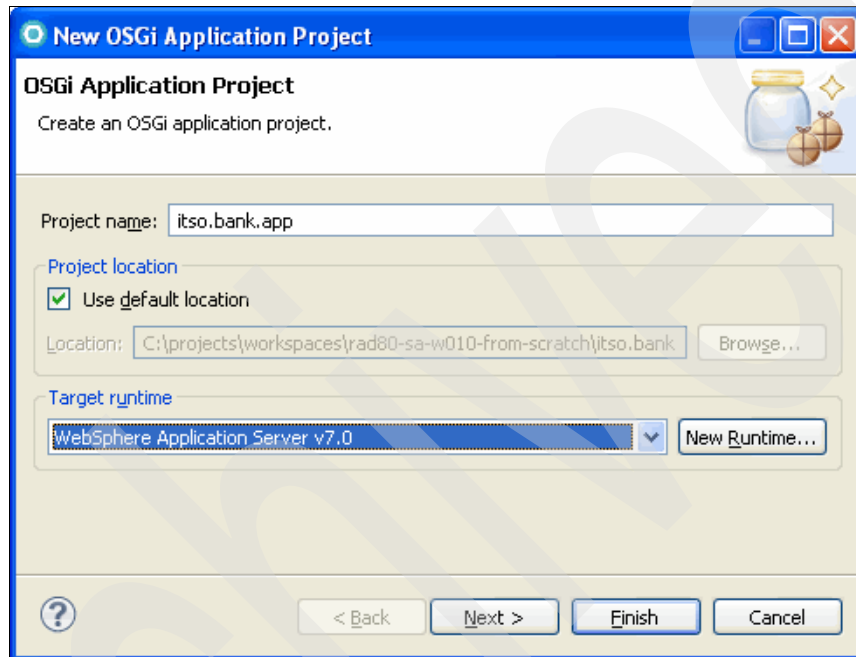 New OSGi Application Project
OSGi Application Project
Create an OSGi application project.
Project name: itso.bank.app
Project location
Use default location
Location: C:\projects\workspaces\rad80-sa-w010-from-scratch\itso.bank Browse...
Target runtime
WebSphere Application Server v7.0 New Runtime...
? < Back Next > Finish Cancel